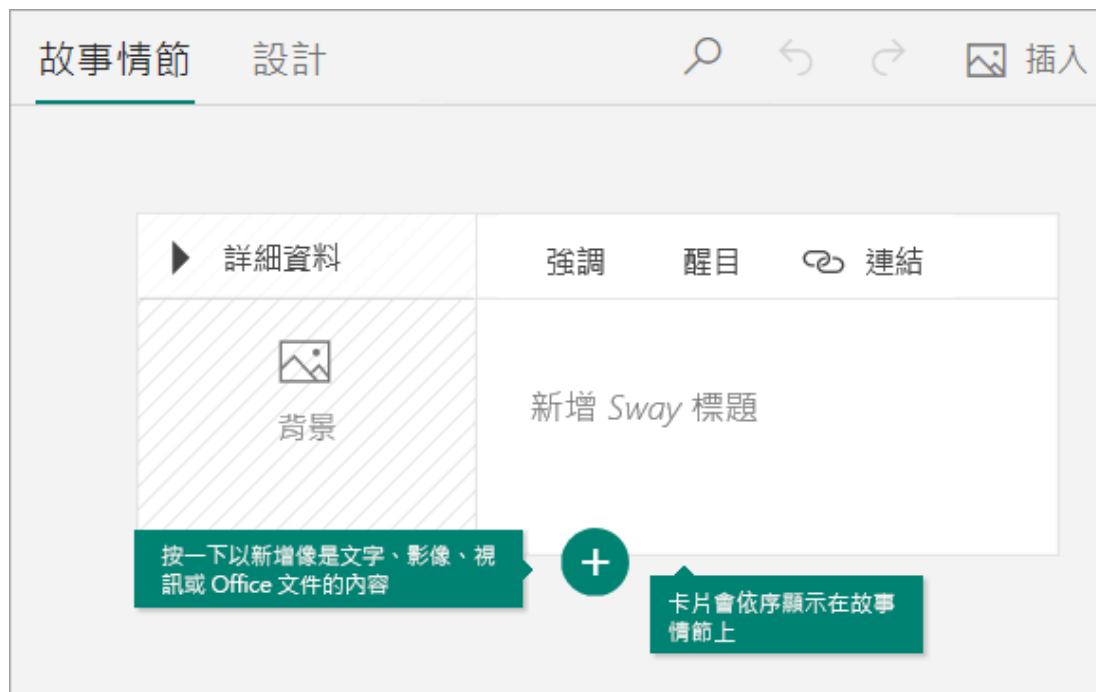 故事情節 設計 插入
詳細資料 強調 醒目 連結
背景
新增 Sway 標題
按一下以新增像是文字、影像、視
訊或 Office 文件的內容
卡片會依序顯示在故事
情節上